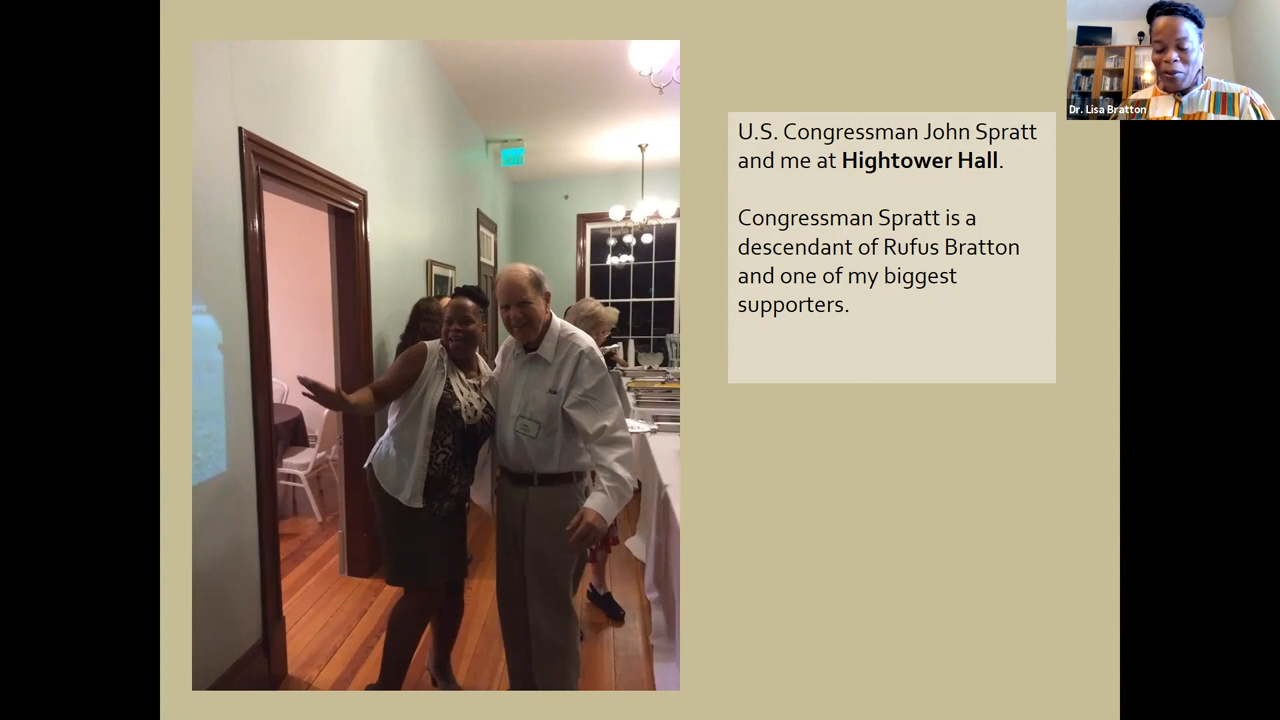 Dr. Lisa Bratton
U.S. Congressman John Spratt
and me at Hightower Hall.
Congressman Spratt is a
descendant of Rufus Bratton
and one of my biggest
supporters.